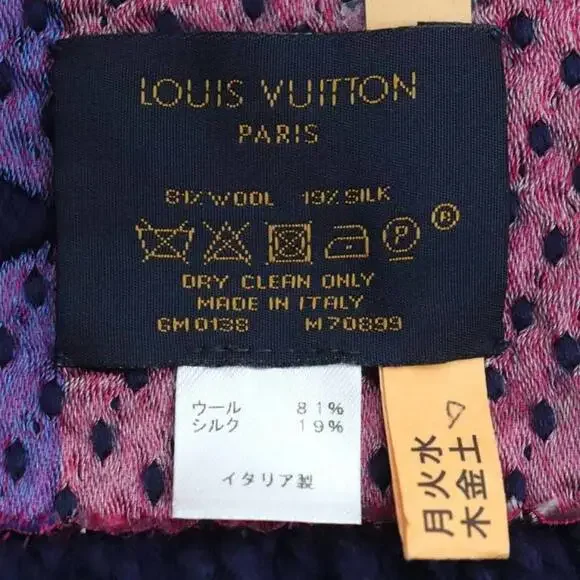 LOUIS VUITTON
PARIS
81% WOOL 19% SILK
P
®
DRY CLEAN ONLY
MADE IN ITALY
GM0138 M70899
ウール 81%
シルク 19%
イタリア製
月火水
木金土